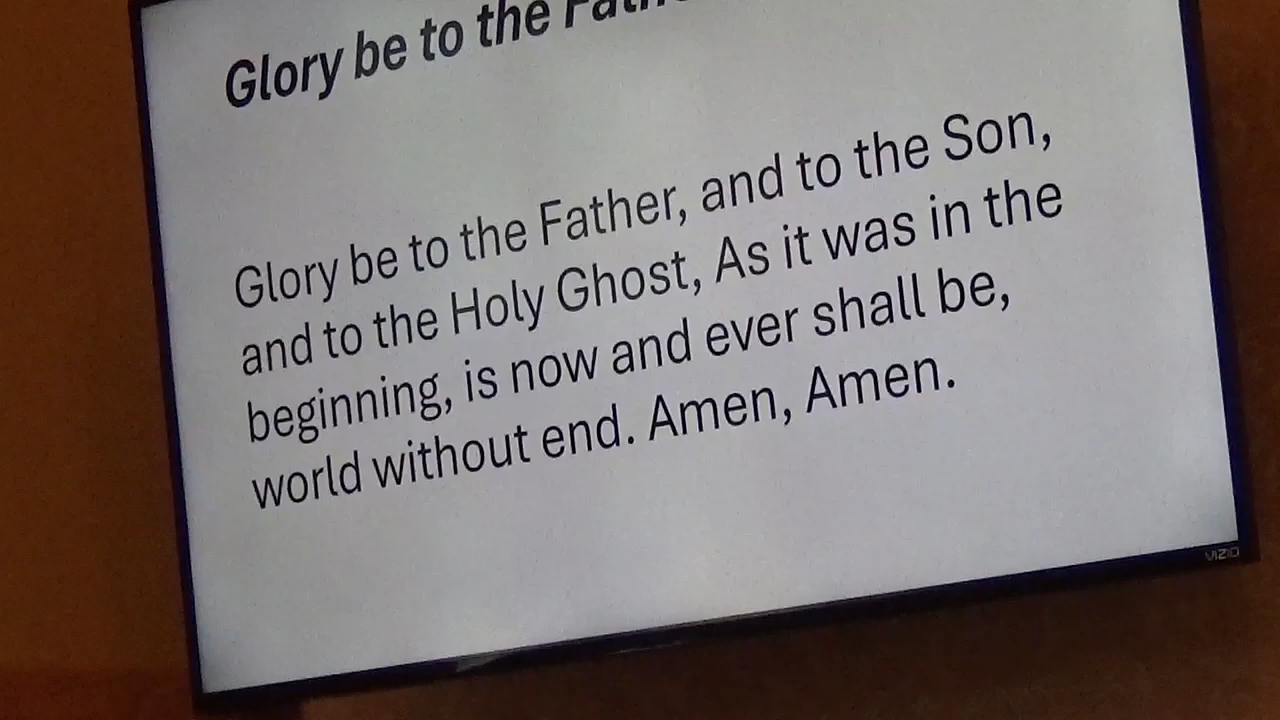 Glory be to the
Glory be to the Father, and to the Son,
and to the Holy Ghost, As it was in the
beginning, is now and ever shall be,
world without end. Amen, Amen.
VIZIO